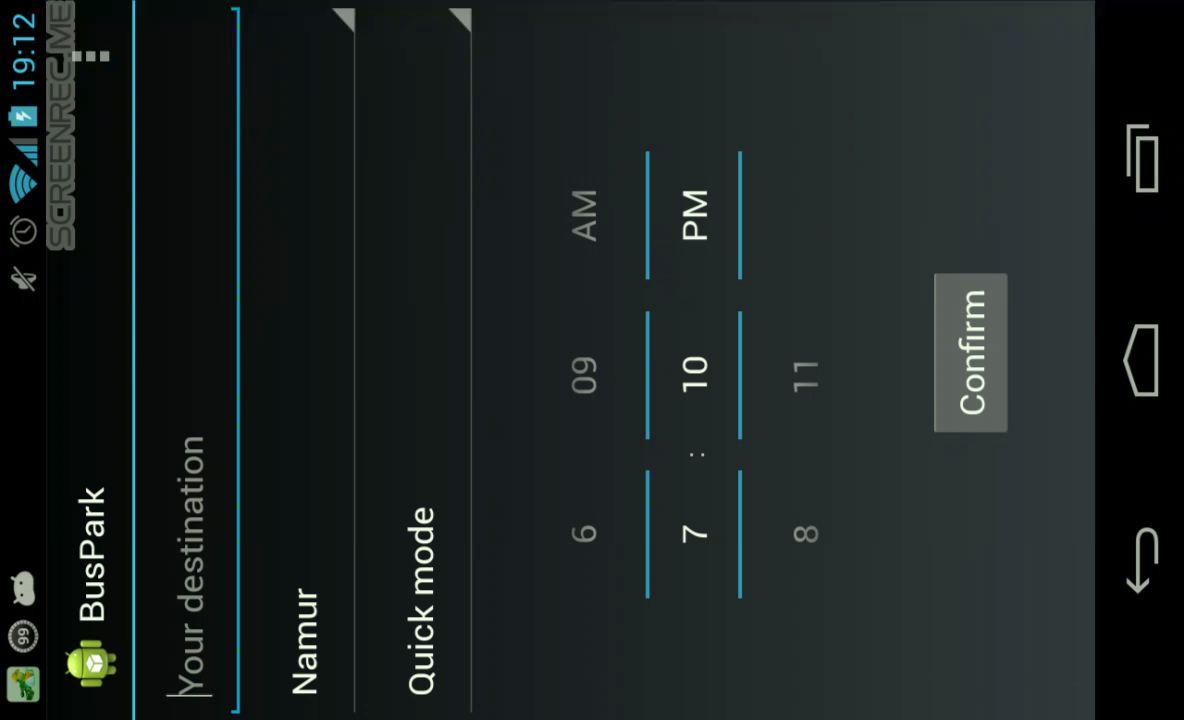 99
19:12
SCREENREC.ME
BusPark
Your destination
Namur
Quick mode
6 09 AM
7 : 10 PM
8 11
Confirm